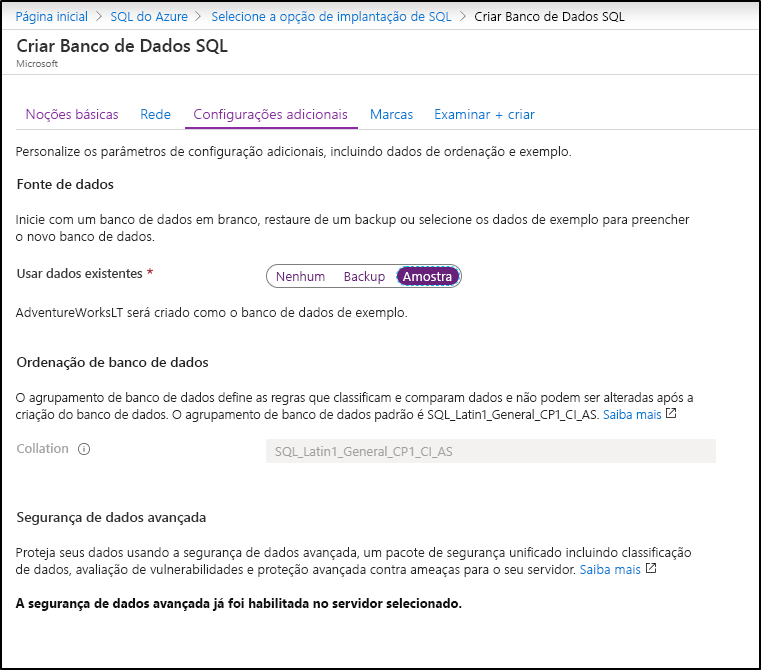 Página inicial > SQL do Azure > Selecione a opção de implantação de SQL > Criar Banco de Dados SQL
Criar Banco de Dados SQL
Microsoft
Noções básicas Rede Configurações adicionais Marcas Examinar + criar
Personalize os parâmetros de configuração adicionais, incluindo dados de ordenação e exemplo.
Fonte de dados
Inicie com um banco de dados em branco, restaure de um backup ou selecione os dados de exemplo para preencher
o novo banco de dados.
Usar dados existentes * Nenhum Backup Amostra
AdventureWorksLT será criado como o banco de dados de exemplo.
Ordenação de banco de dados
O agrupamento de banco de dados define as regras que classificam e comparam dados e não podem ser alteradas após a
criação do banco de dados. O agrupamento de banco de dados padrão é SQL_Latin1_General_CP1_CI_AS. Saiba mais
Collation SQL_Latin1_General_CP1_CI_AS
Segurança de dados avançada
Proteja seus dados usando a segurança de dados avançada, um pacote de segurança unificado incluindo classificação
de dados, avaliação de vulnerabilidades e proteção avançada contra ameaças para o seu servidor. Saiba mais
A segurança de dados avançada já foi habilitada no servidor selecionado.